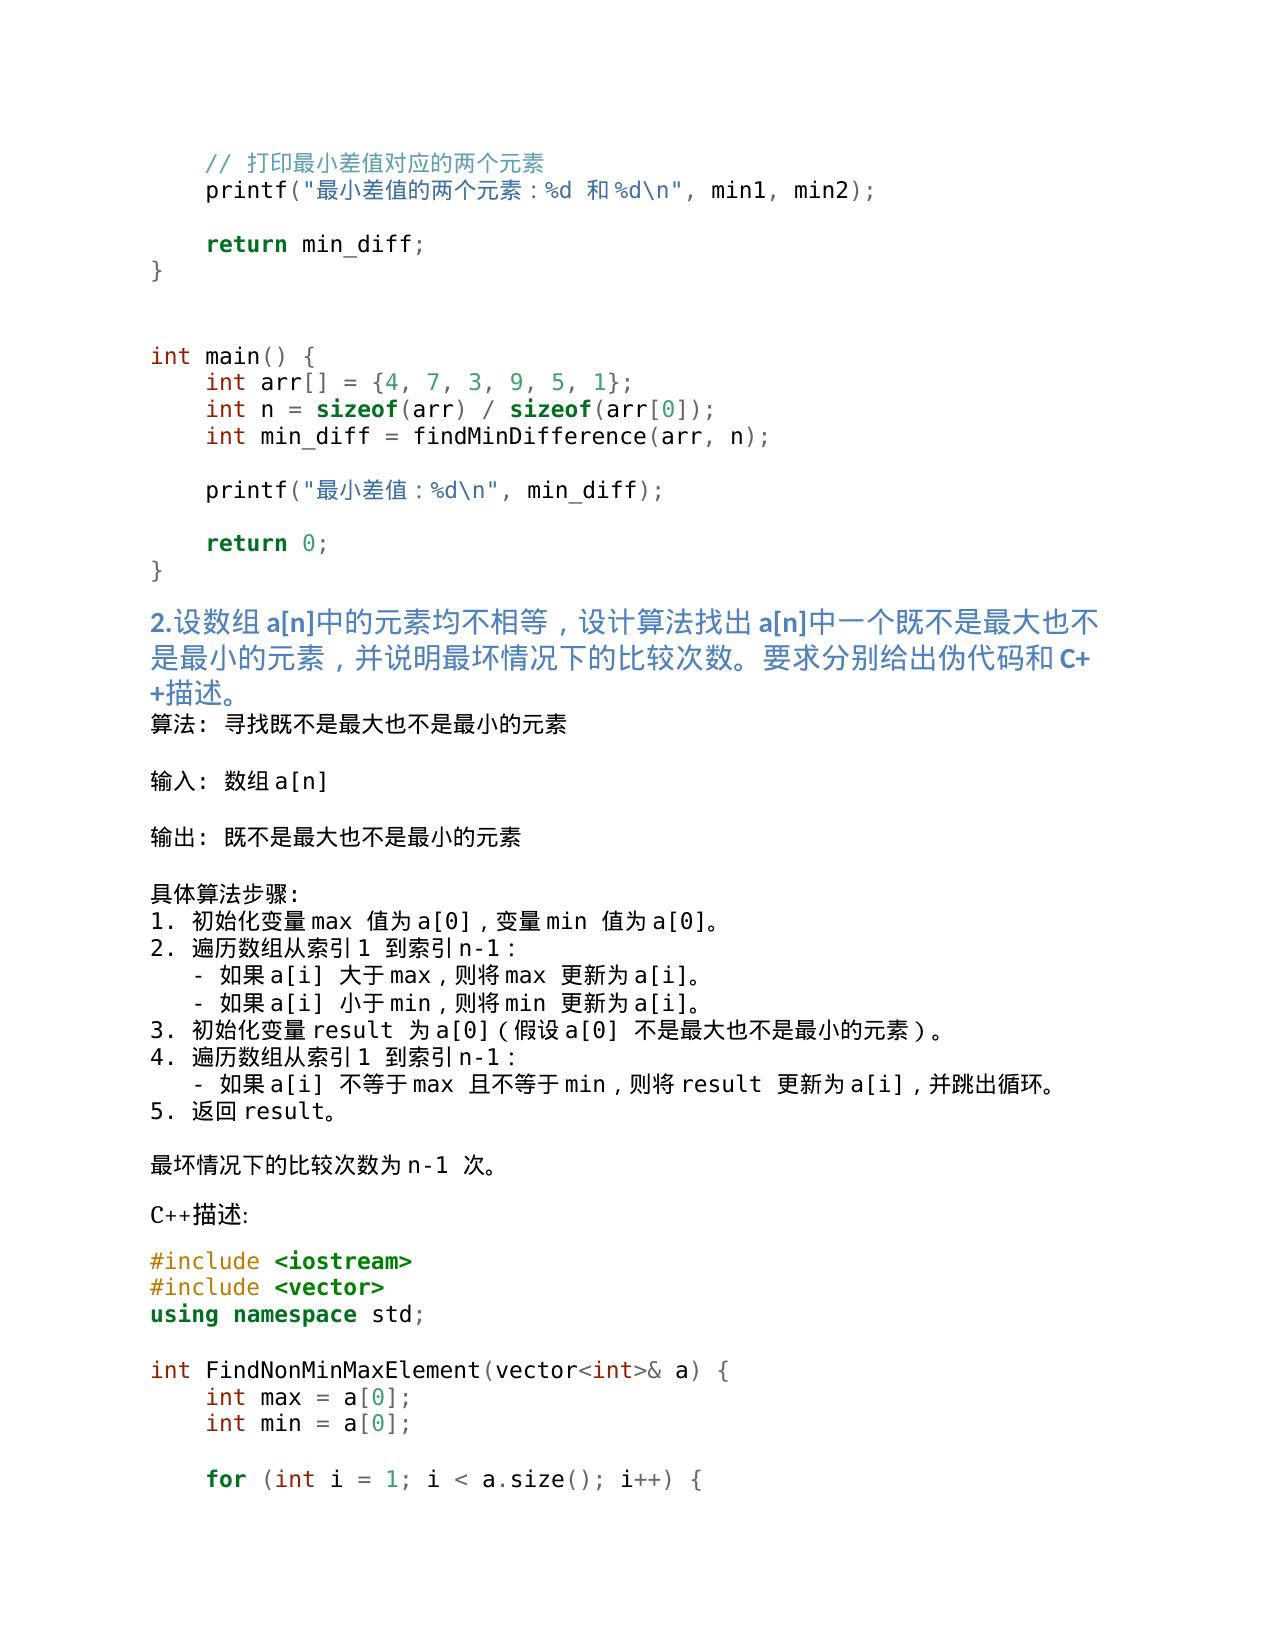 // 打印最小差值对应的两个元素
printf("最小差值的两个元素：%d 和%d\n", min1, min2);
return min_diff;
}
int main() {
int arr[] = {4, 7, 3, 9, 5, 1};
int n = sizeof(arr) / sizeof(arr[0]);
int min_diff = findMinDifference(arr, n);
printf("最小差值：%d\n", min_diff);
return 0;
}
2.设数组 a[n]中的元素均不相等，设计算法找出 a[n]中一个既不是最大也不
是最小的元素，并说明最坏情况下的比较次数。要求分别给出伪代码和 C+
+描述。
算法: 寻找既不是最大也不是最小的元素
输入: 数组 a[n]
输出: 既不是最大也不是最小的元素
具体算法步骤:
1. 初始化变量 max 值为 a[0]，变量 min 值为 a[0]。
2. 遍历数组从索引 1 到索引 n-1：
- 如果 a[i] 大于 max，则将 max 更新为 a[i]。
- 如果 a[i] 小于 min，则将 min 更新为 a[i]。
3. 初始化变量 result 为 a[0]（假设 a[0] 不是最大也不是最小的元素）。
4. 遍历数组从索引 1 到索引 n-1：
- 如果 a[i] 不等于 max 且不等于 min，则将 result 更新为 a[i]，并跳出循环。
5. 返回 result。
最坏情况下的比较次数为 n-1 次。
C++描述:
#include <iostream>
#include <vector>
using namespace std;
int FindNonMinMaxElement(vector<int>& a) {
int max = a[0];
int min = a[0];
for (int i = 1; i < a.size(); i++) {